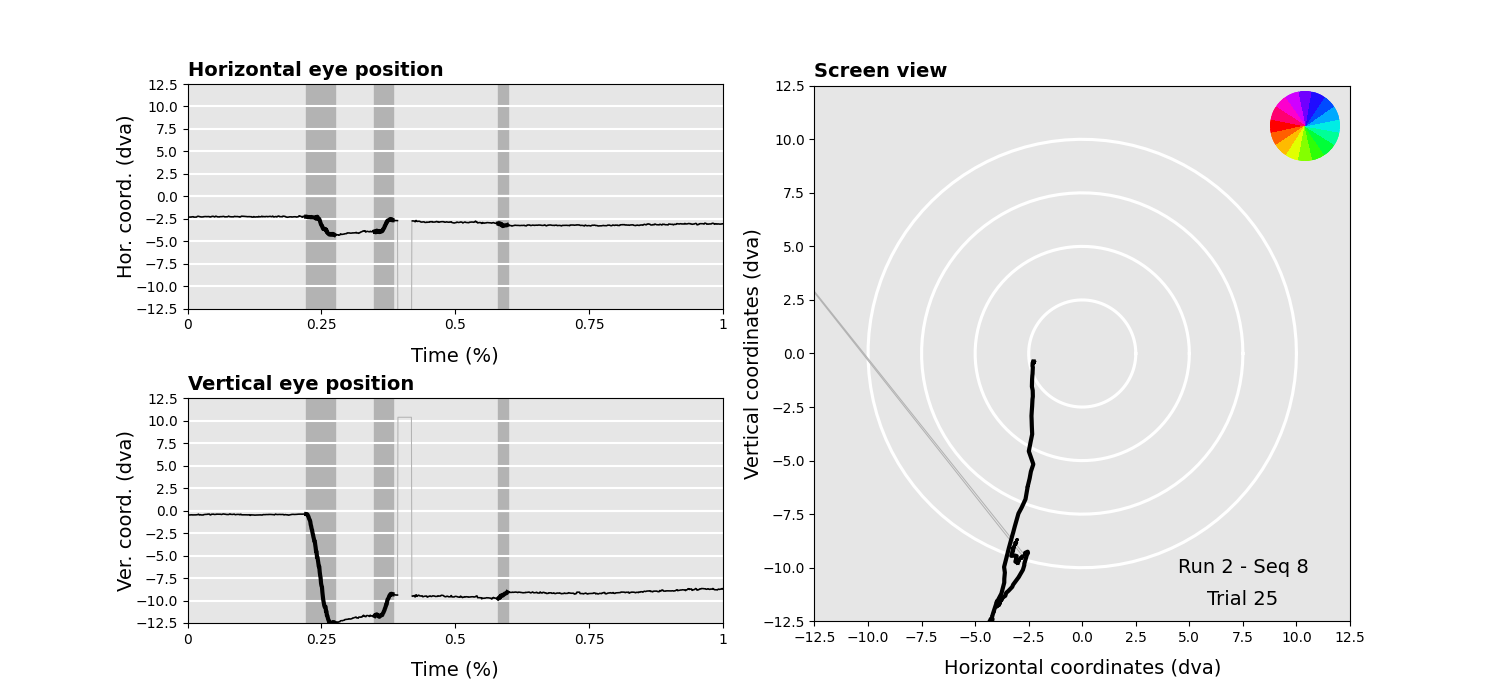 Horizontal eye position
12.5
10.0
7.5
5.0
2.5
0.0
−2.5
−5.0
−7.5
−10.0
−12.5
Hor. coord. (dva)
0 0.25 0.5 0.75 1
Time (%)
Vertical eye position
12.5
10.0
7.5
5.0
2.5
0.0
−2.5
−5.0
−7.5
−10.0
−12.5
Ver. coord. (dva)
0 0.25 0.5 0.75 1
Time (%)
Screen view
12.5
10.0
7.5
5.0
2.5
0.0
−2.5
−5.0
−7.5
−10.0
−12.5
Vertical coordinates (dva)
Run 2 - Seq 8
Trial 25
−12.5 −10.0 −7.5 −5.0 −2.5 0.0 2.5 5.0 7.5 10.0 12.5
Horizontal coordinates (dva)